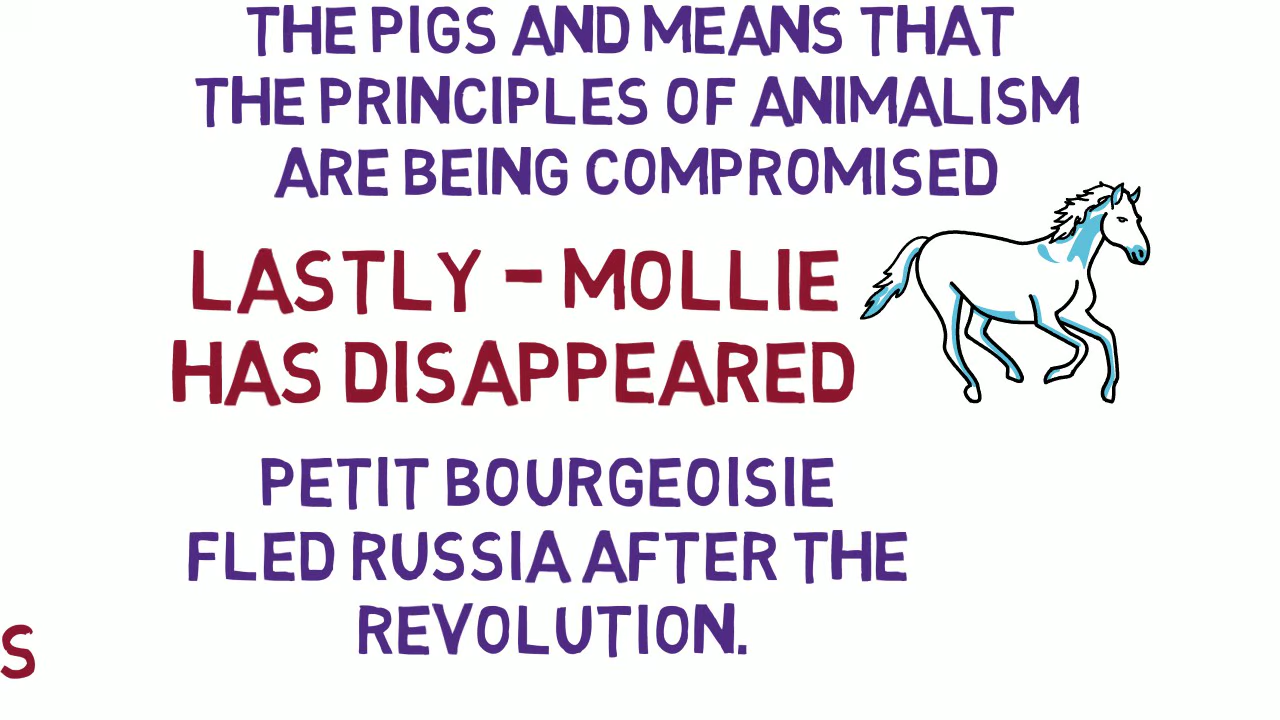 THE PIGS AND MEANS THAT
THE PRINCIPLES OF ANIMALISM
ARE BEING COMPROMISED
LASTLY - MOLLIE
HAS DISAPPEARED
PETIT BOURGEOISIE
FLED RUSSIA AFTER THE
REVOLUTION.
S